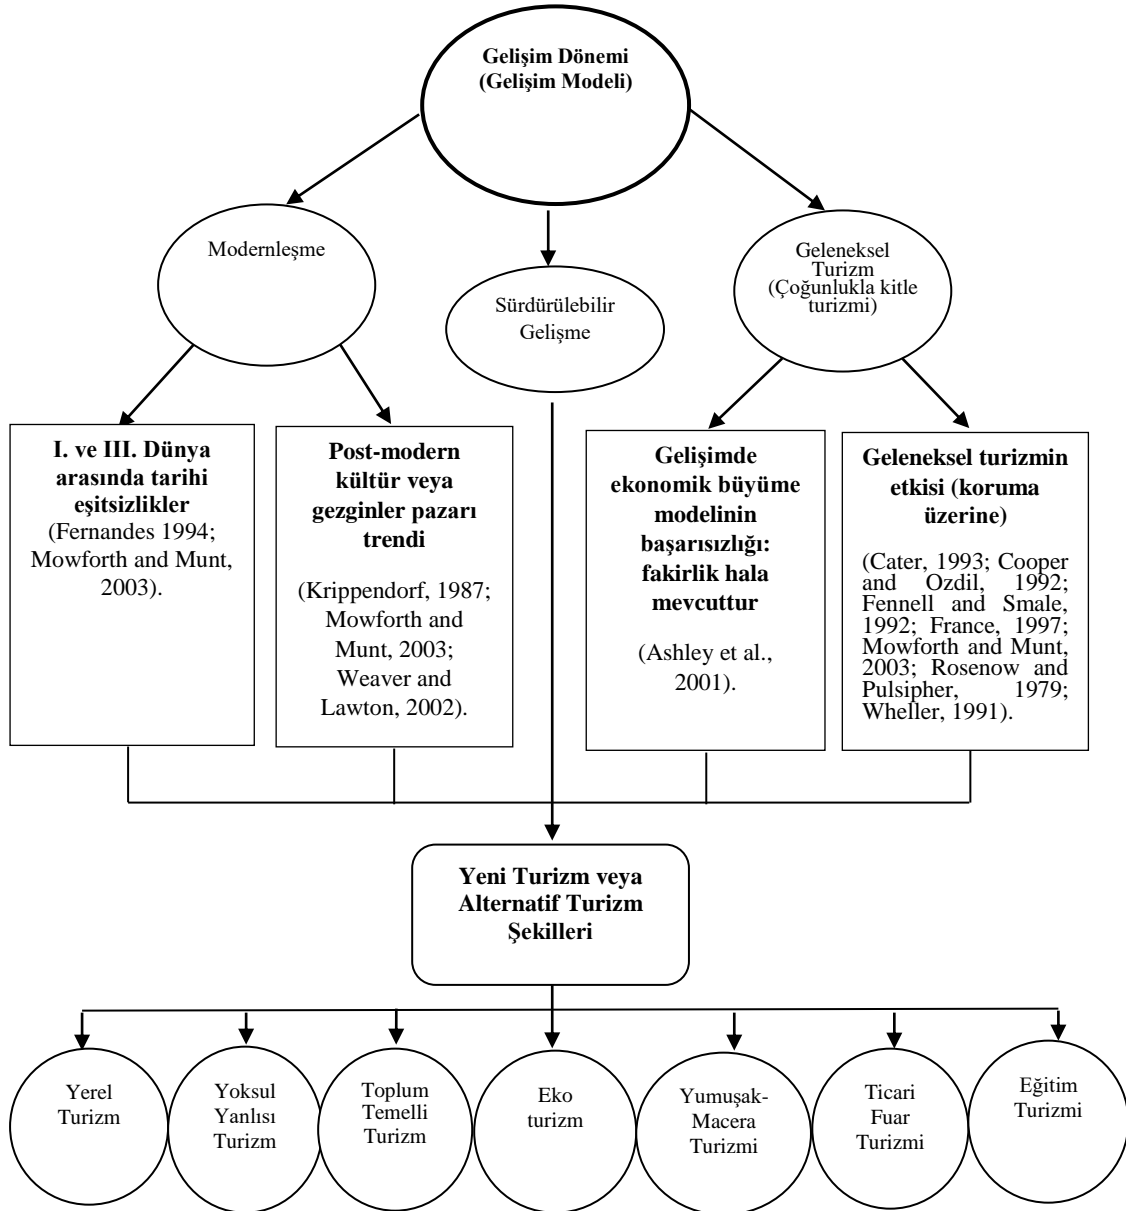 Gelişim Dönemi
(Gelişim Modeli)
Modernleşme
Sürdürülebilir
Gelişme
Geleneksel
Turizm
(Çoğunlukla kitle
turizmi)
I. ve III. Dünya
arasında tarihi
eşitsizlikler
(Fernandes 1994;
Mowforth and Munt,
2003).
Post-modern
kültür veya
gezginler pazarı
trendi
(Krippendorf, 1987;
Mowforth and
Munt, 2003;
Weaver and
Lawton, 2002).
Gelişimde
ekonomik büyüme
modelinin
başarısızlığı:
fakirlik hala
mevcuttur
(Ashley et al.,
2001).
Geleneksel turizmin
etkisi (koruma
üzerine)
(Cater, 1993; Cooper
and Ozdil, 1992;
Fennell and Smale,
1992; France, 1997;
Mowforth and Munt,
2003; Rosenow and
Pulsipher, 1979;
Wheller, 1991).
Yeni Turizm veya
Alternatif Turizm
Şekilleri
Yerel
Turizm
Yoksul
Yanlısı
Turizm
Toplum
Temelli
Turizm
Eko
turizm
Yumuşak-
Macera
Turizmi
Ticari
Fuar
Turizmi
Eğitim
Turizmi